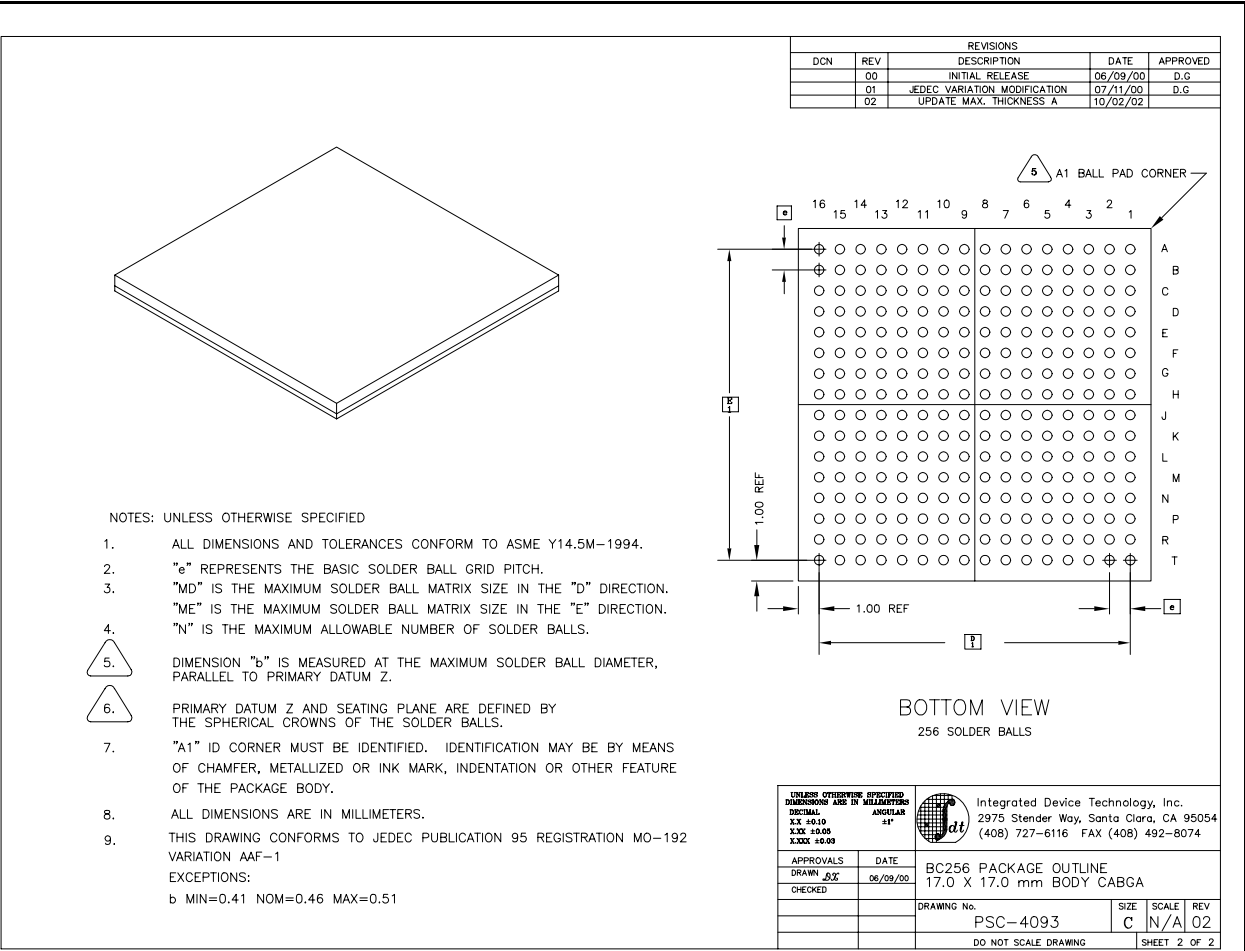 REVISIONS
DCN REV DESCRIPTION DATE APPROVED
00 INITIAL RELEASE 06/09/00 D.G
01 JEDEC VARIATION MODIFICATION 07/11/00 D.G
02 UPDATE MAX. THICKNESS A 10/02/02
5 A1 BALL PAD CORNER
16 15 14 13 12 11 10 9 8 7 6 5 4 3 2 1
e
A
B
C
D
E
F
G
H
J
K
L
M
N
P
R
T
E1
1.00 REF
1.00 REF
e
D1
BOTTOM VIEW
256 SOLDER BALLS
NOTES: UNLESS OTHERWISE SPECIFIED
1. ALL DIMENSIONS AND TOLERANCES CONFORM TO ASME Y14.5M-1994.
2. "e" REPRESENTS THE BASIC SOLDER BALL GRID PITCH.
3. "MD" IS THE MAXIMUM SOLDER BALL MATRIX SIZE IN THE "D" DIRECTION.
"ME" IS THE MAXIMUM SOLDER BALL MATRIX SIZE IN THE "E" DIRECTION.
4. "N" IS THE MAXIMUM ALLOWABLE NUMBER OF SOLDER BALLS.
5. DIMENSION "b" IS MEASURED AT THE MAXIMUM SOLDER BALL DIAMETER,
PARALLEL TO PRIMARY DATUM Z.
6. PRIMARY DATUM Z AND SEATING PLANE ARE DEFINED BY
THE SPHERICAL CROWNS OF THE SOLDER BALLS.
7. "A1" ID CORNER MUST BE IDENTIFIED. IDENTIFICATION MAY BE BY MEANS
OF CHAMFER, METALLIZED OR INK MARK, INDENTATION OR OTHER FEATURE
OF THE PACKAGE BODY.
8. ALL DIMENSIONS ARE IN MILLIMETERS.
9. THIS DRAWING CONFORMS TO JEDEC PUBLICATION 95 REGISTRATION MO-192
VARIATION AAF-1
EXCEPTIONS:
b MIN=0.41 NOM=0.46 MAX=0.51
UNLESS OTHERWISE SPECIFIED
DIMENSIONS ARE IN MILLIMETERS
DECIMAL ANGULAR
X.X ±0.10 ±1°
X.XX ±0.05
X.XXX ±0.03
idt
Integrated Device Technology, Inc.
2975 Stender Way, Santa Clara, CA 95054
(408) 727-6116 FAX (408) 492-8074
APPROVALS DATE
DRAWN DX 06/09/00
CHECKED
BC256 PACKAGE OUTLINE
17.0 X 17.0 mm BODY CABGA
DRAWING No. PSC-4093
SIZE C
SCALE N/A
REV 02
DO NOT SCALE DRAWING SHEET 2 OF 2